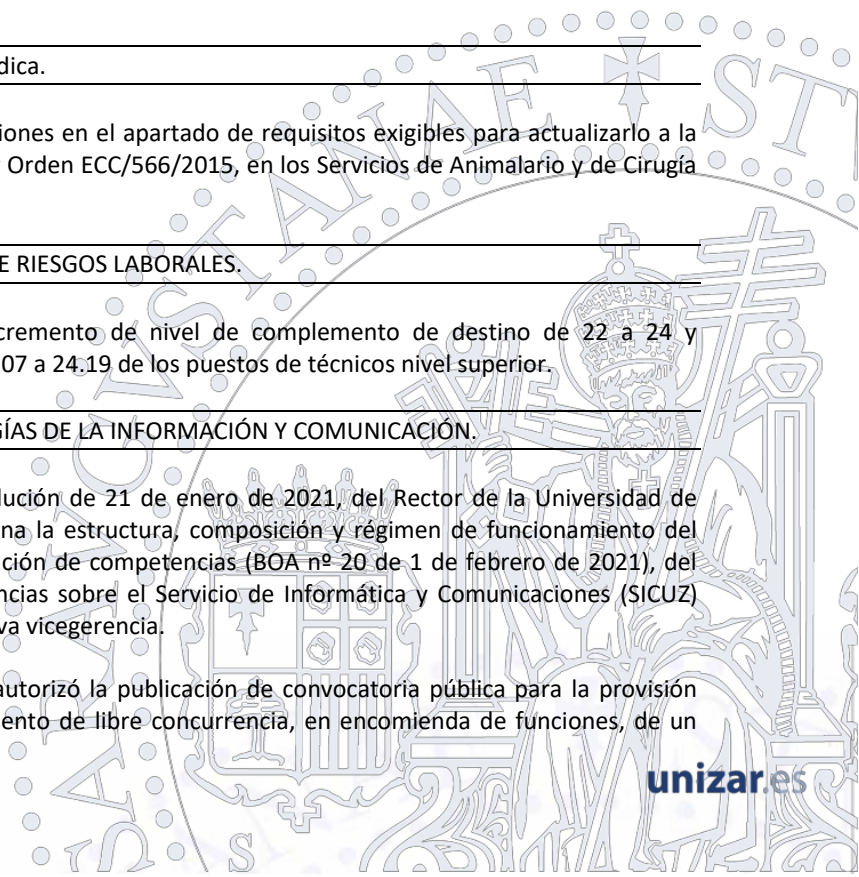 dica.
iones en el apartado de requisitos exigibles para actualizarlo a la
Orden ECC/566/2015, en los Servicios de Animalario y de Cirugía
E RIESGOS LABORALES.
cremento de nivel de complemento de destino de 22 a 24 y
07 a 24.19 de los puestos de técnicos nivel superior.
GÍAS DE LA INFORMACIÓN Y COMUNICACIÓN.
lución de 21 de enero de 2021, del Rector de la Universidad de
na la estructura, composición y régimen de funcionamiento del
ción de competencias (BOA nº 20 de 1 de febrero de 2021), del
ncias sobre el Servicio de Informática y Comunicaciones (SICUZ)
va vicegerencia.
autorizó la publicación de convocatoria pública para la provisión
ento de libre concurrencia, en encomienda de funciones, de un
unizar.es
SARAVGVSTANAE ST
S